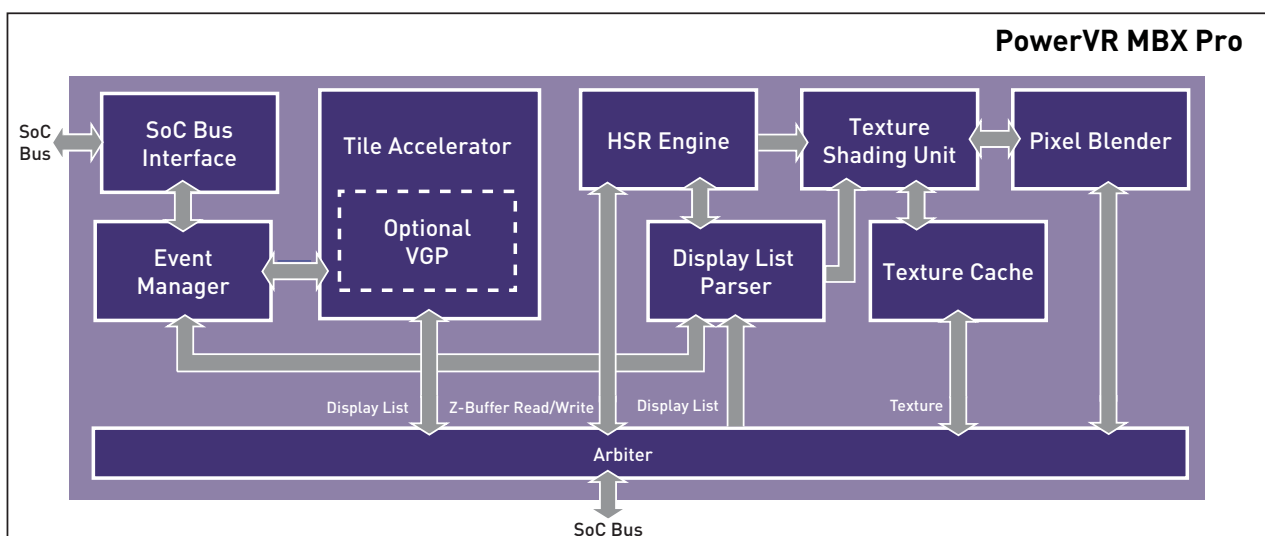 PowerVR MBX Pro
SoC
Bus
SoC Bus
Interface
Tile Accelerator
HSR Engine
Texture
Shading Unit
Pixel Blender
Event
Manager
Optional
VGP
Display List
Parser
Texture Cache
Display List
Z-Buffer Read/Write
Display List
Texture
Arbiter
SoC Bus